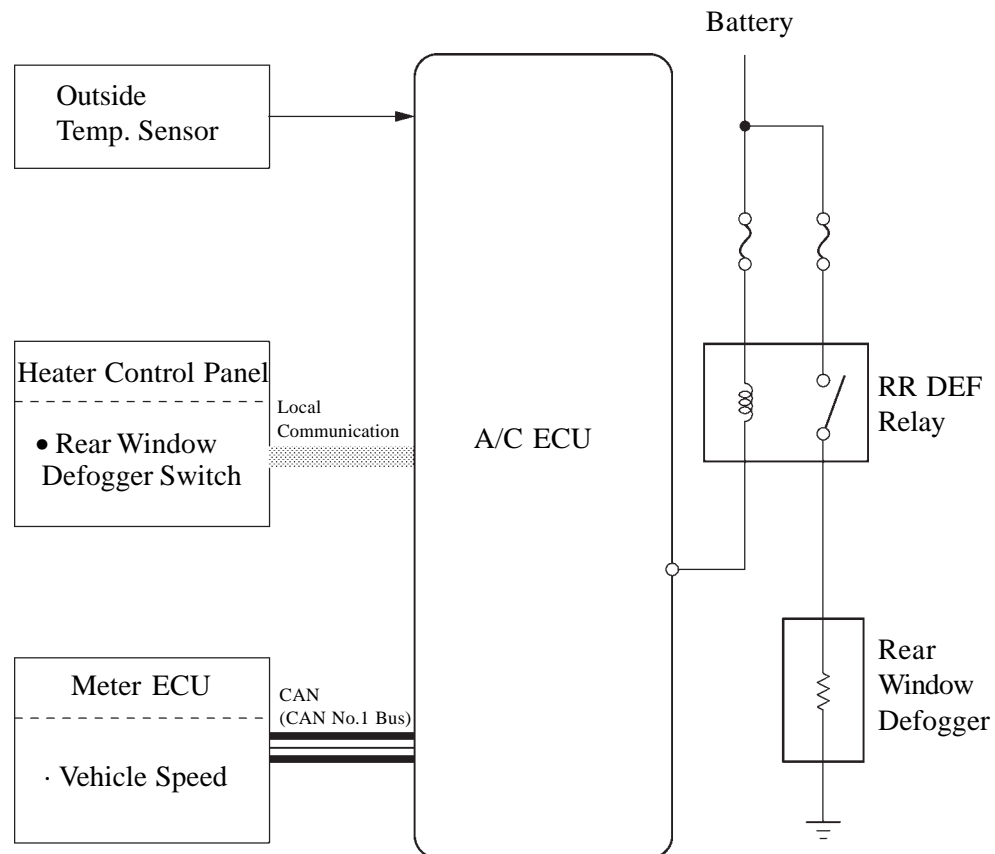 Battery
Outside
Temp. Sensor
Heater Control Panel
• Rear Window
Defogger Switch
Local
Communication
A/C ECU
RR DEF
Relay
Meter ECU
· Vehicle Speed
CAN
(CAN No.1 Bus)
Rear
Window
Defogger